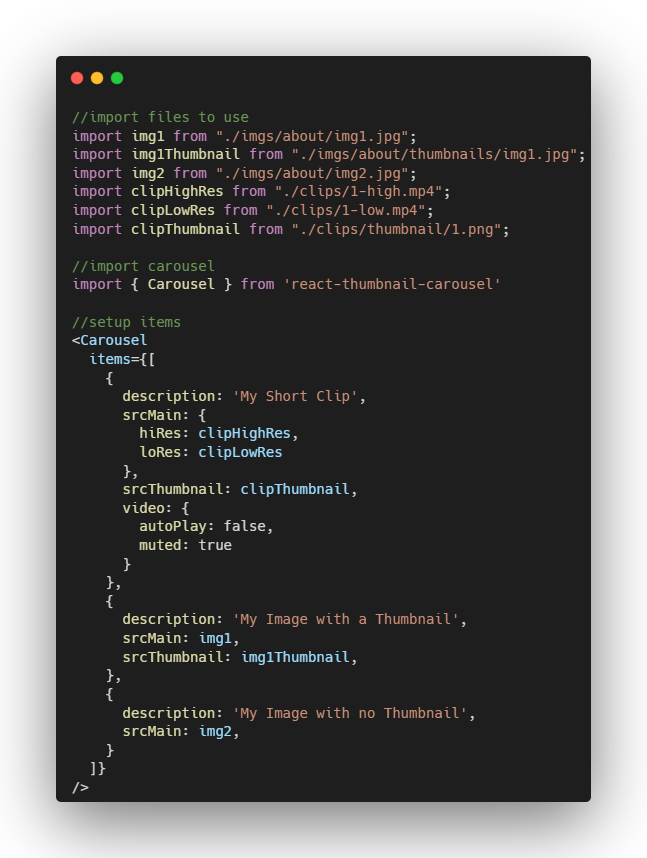 //import files to use
import img1 from "./imgs/about/img1.jpg";
import img1Thumbnail from "./imgs/about/thumbnails/img1.jpg";
import img2 from "./imgs/about/img2.jpg";
import clipHighRes from "./clips/1-high.mp4";
import clipLowRes from "./clips/1-low.mp4";
import clipThumbnail from "./clips/thumbnail/1.png";

//import carousel
import { Carousel } from 'react-thumbnail-carousel'

//setup items
<Carousel
  items={[
    {
      description: 'My Short Clip',
      srcMain: {
        hiRes: clipHighRes,
        loRes: clipLowRes
      },
      srcThumbnail: clipThumbnail,
      video: {
        autoPlay: false,
        muted: true
      }
    },
    {
      description: 'My Image with a Thumbnail',
      srcMain: img1,
      srcThumbnail: img1Thumbnail,
    },
    {
      description: 'My Image with no Thumbnail',
      srcMain: img2,
    }
  ]}
/>